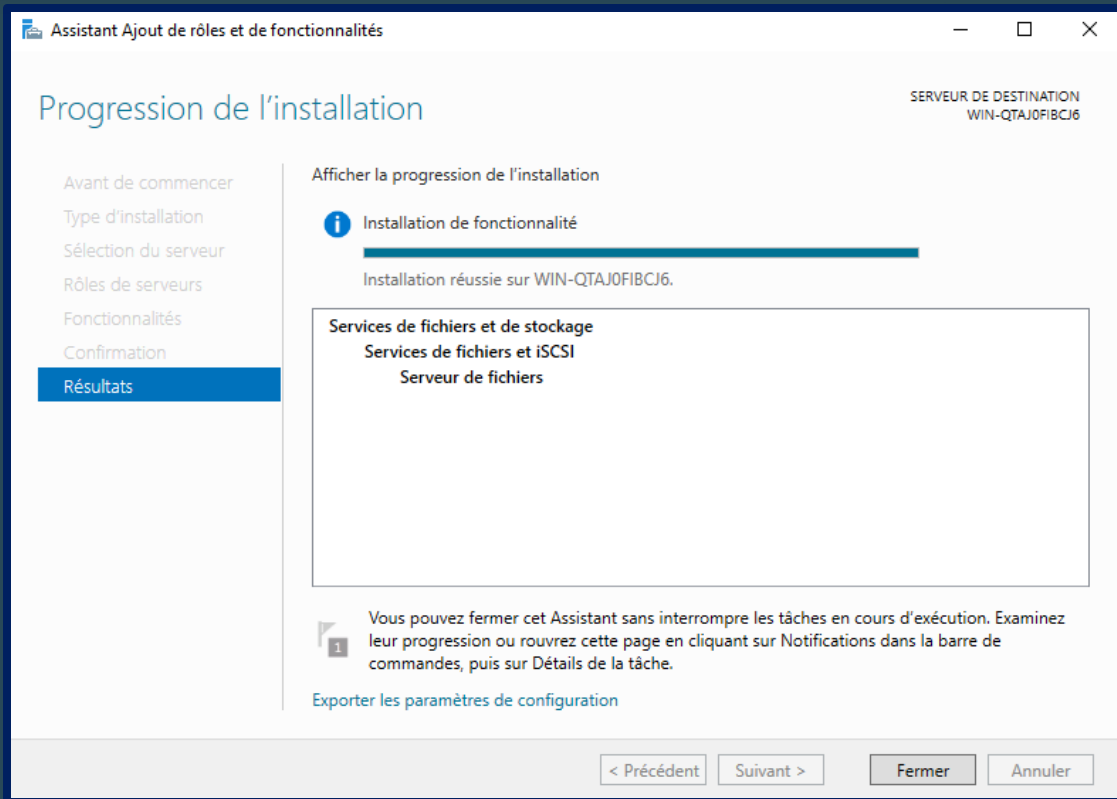 Assistant Ajout de rôles et de fonctionnalités
Progression de l'installation
SERVEUR DE DESTINATION
WIN-QTAJ0FIBCJ6
Avant de commencer
Type d'installation
Sélection du serveur
Rôles de serveurs
Fonctionnalités
Confirmation
Résultats
Afficher la progression de l'installation
Installation de fonctionnalité
Installation réussie sur WIN-QTAJ0FIBCJ6.
Services de fichiers et de stockage
Services de fichiers et iSCSI
Serveur de fichiers
1
Vous pouvez fermer cet Assistant sans interrompre les tâches en cours d'exécution. Examinez
leur progression ou rouvrez cette page en cliquant sur Notifications dans la barre de
commandes, puis sur Détails de la tâche.
Exporter les paramètres de configuration
< Précédent
Suivant >
Fermer
Annuler